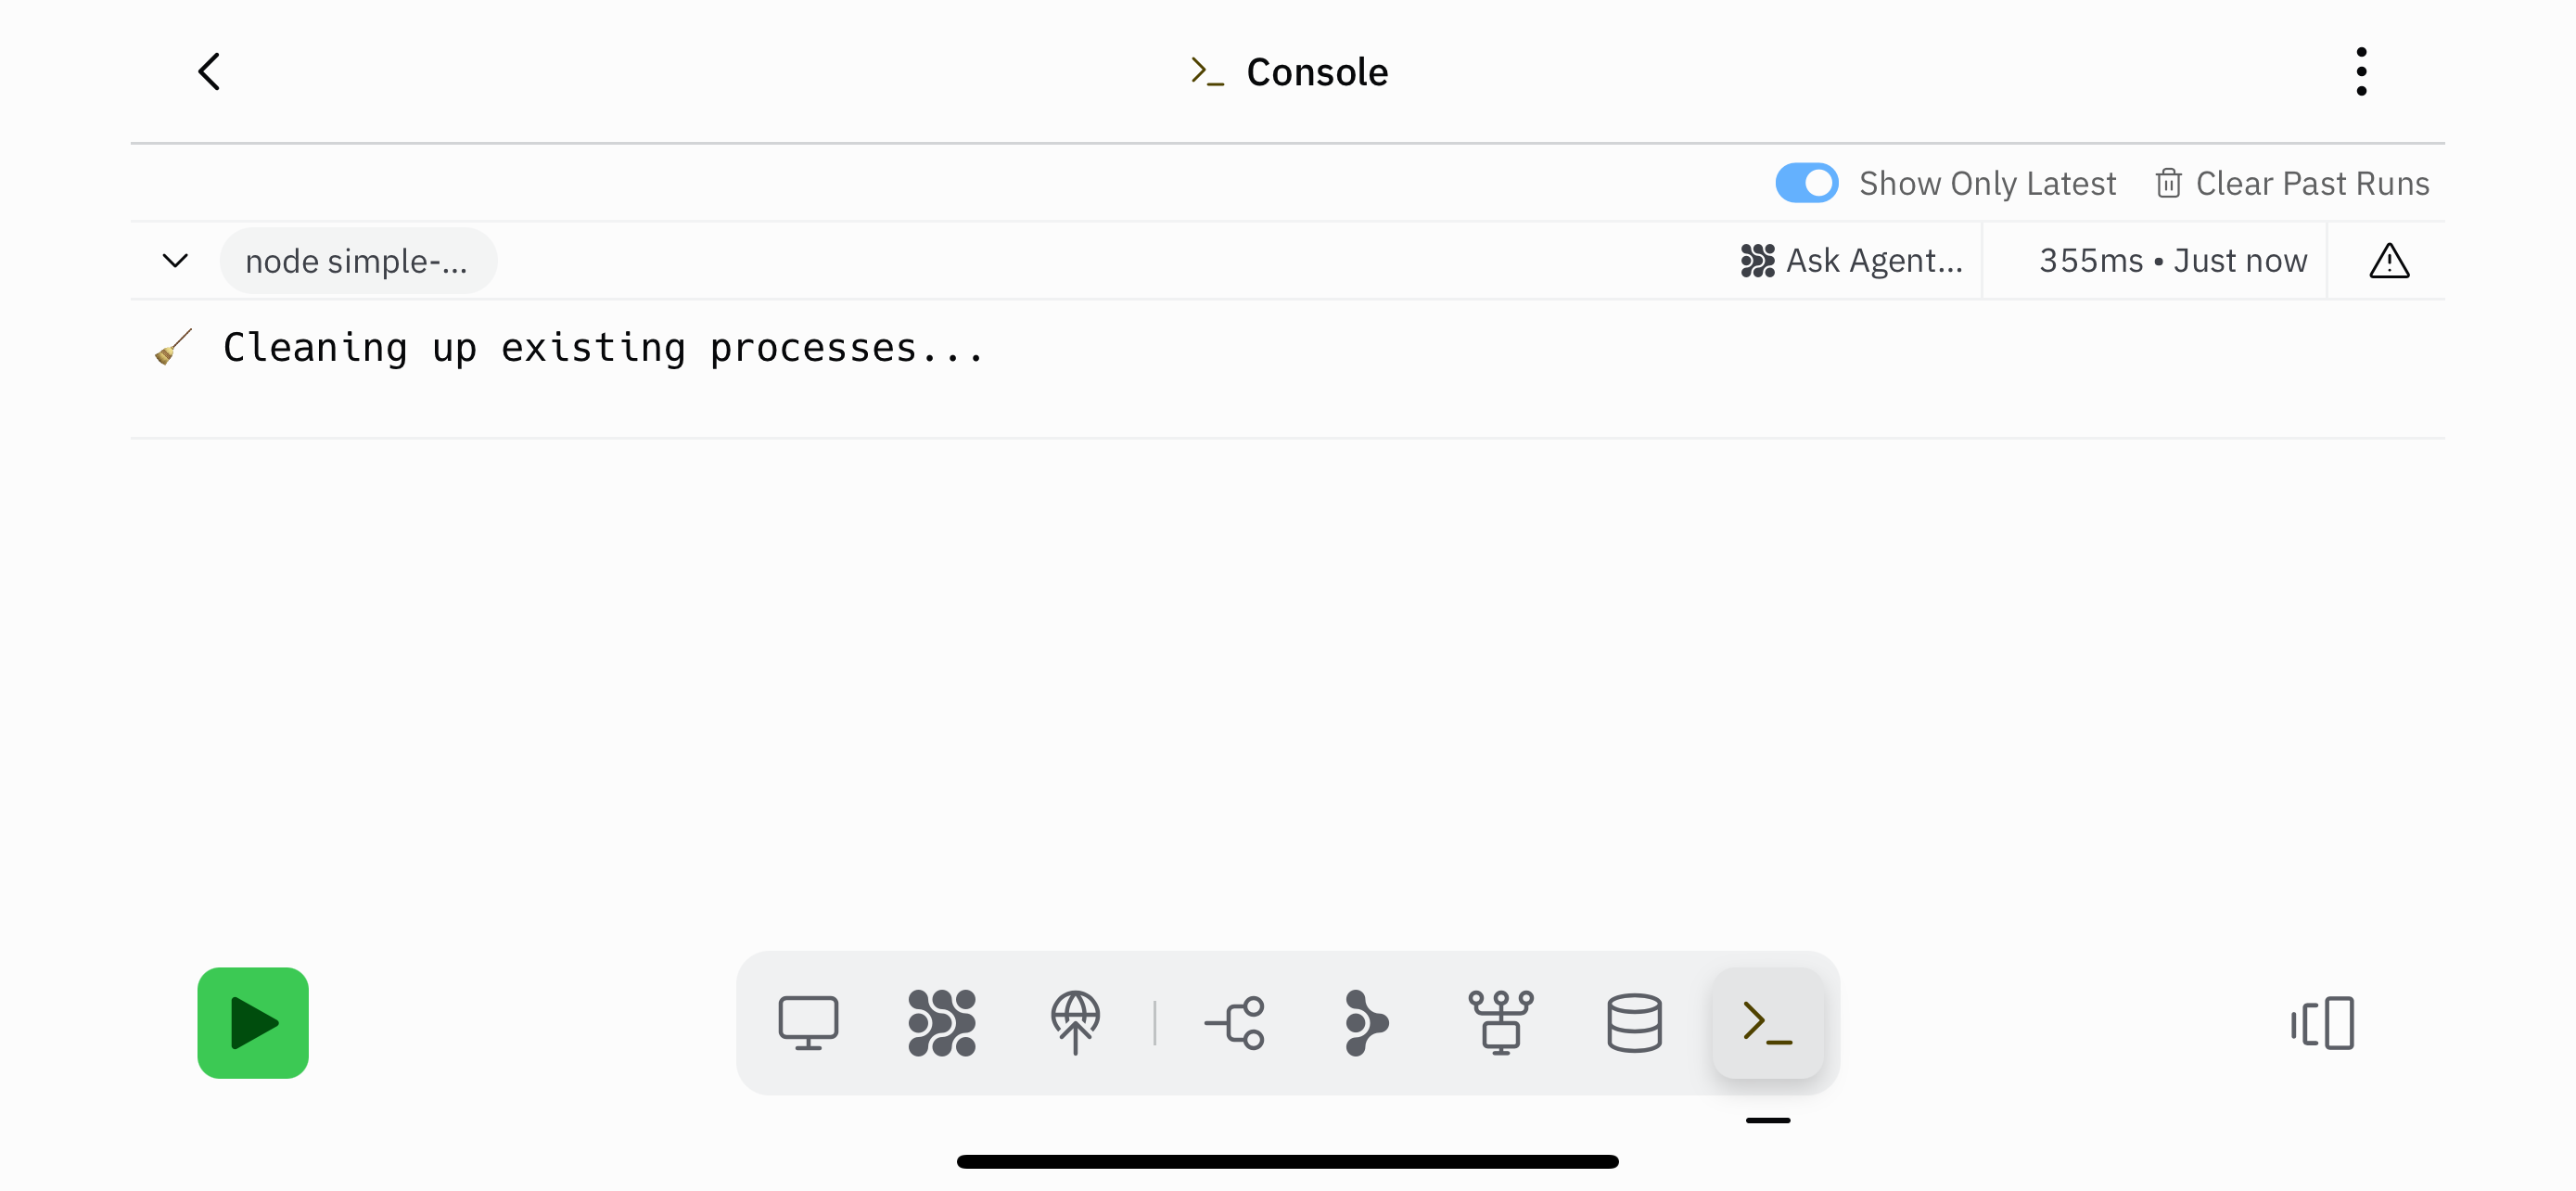 >_ Console
Show Only Latest Clear Past Runs
node simple-... Ask Agent... 355ms • Just now
🧹 Cleaning up existing processes...